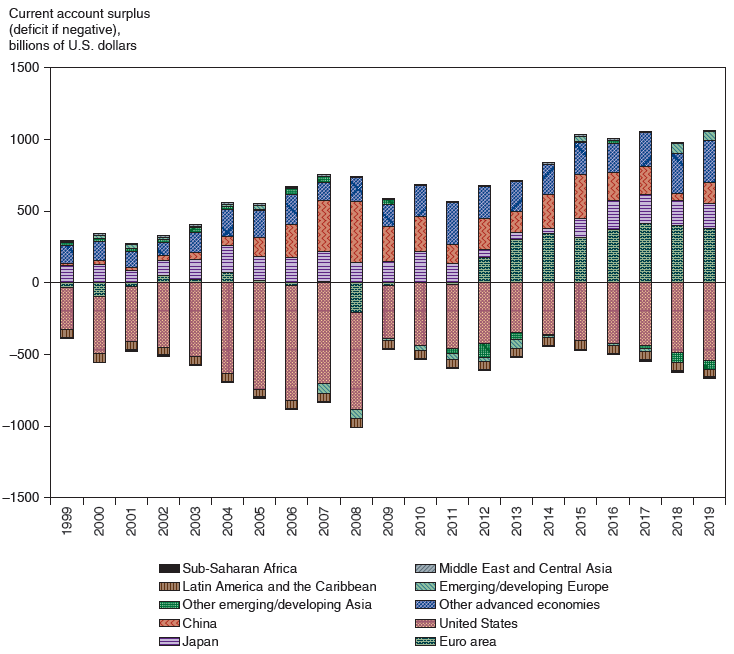 Current account surplus
(deficit if negative),
billions of U.S. dollars
1500
1000
500
0
–500
–1000
–1500
1999
2000
2001
2002
2003
2004
2005
2006
2007
2008
2009
2010
2011
2012
2013
2014
2015
2016
2017
2018
2019
Sub-Saharan Africa
Latin America and the Caribbean
Other emerging/developing Asia
China
Japan
Middle East and Central Asia
Emerging/developing Europe
Other advanced economies
United States
Euro area